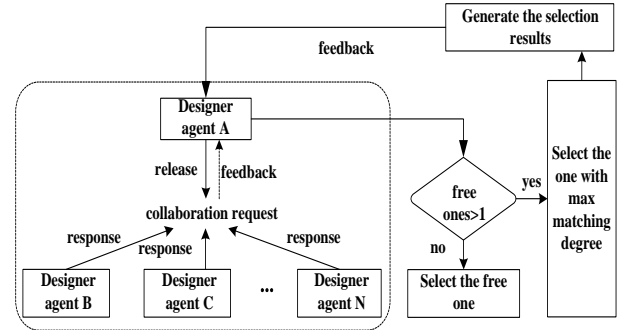 Generate the selection
results
feedback
Designer
agent A
release
feedback
collaboration request
response
response
response
Designer
agent B
Designer
agent C
...
Designer
agent N
free
ones>1
yes
no
Select the free
one
Select the
one with
max
matching
degree